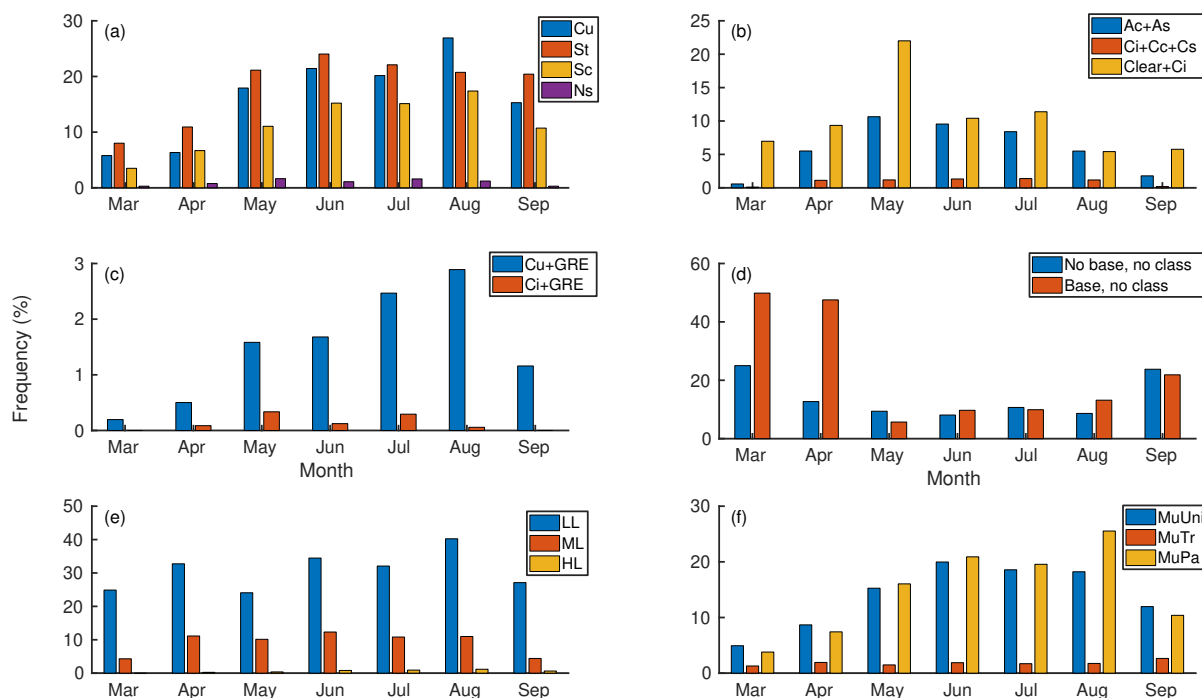 (a)
30
20
10
0
Cu
St
Sc
Ns
Mar Apr May Jun Jul Aug Sep
(b)
25
20
15
10
5
0
Ac+As
Ci+Cc+Cs
Clear+Ci
Mar Apr May Jun Jul Aug Sep
Frequency (%)
(c)
3
2
1
0
Cu+GRE
Ci+GRE
Mar Apr May Jun Jul Aug Sep
Month
(d)
60
40
20
0
No base, no class
Base, no class
Mar Apr May Jun Jul Aug Sep
Month
(e)
50
40
30
20
10
0
LL
ML
HL
Mar Apr May Jun Jul Aug Sep
(f)
30
20
10
0
MuUni
MuTr
MuPa
Mar Apr May Jun Jul Aug Sep